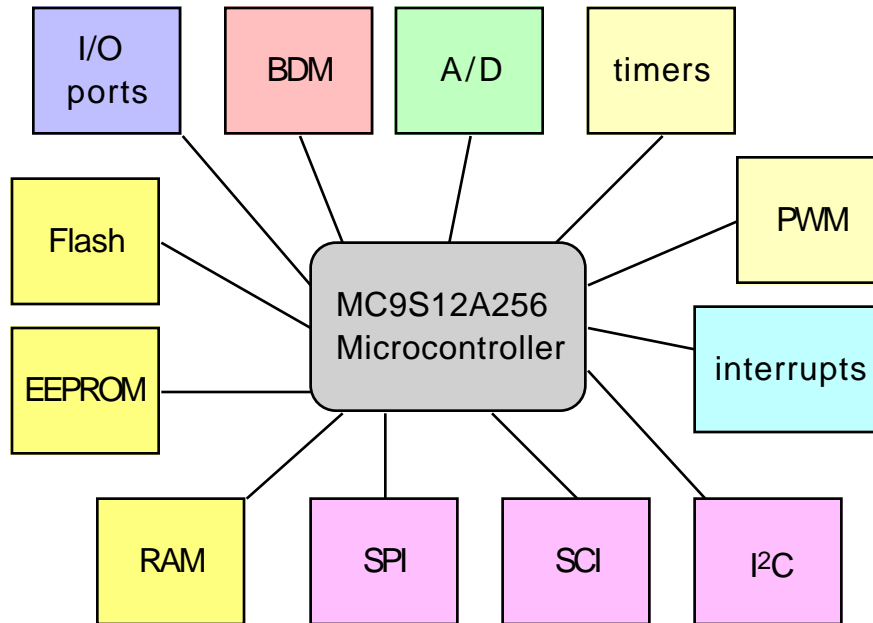 I/O
ports
BDM
A/D
timers
Flash
PWM
MC9S12A256
Microcontroller
interrupts
EEPROM
RAM
SPI
SCI
I²C